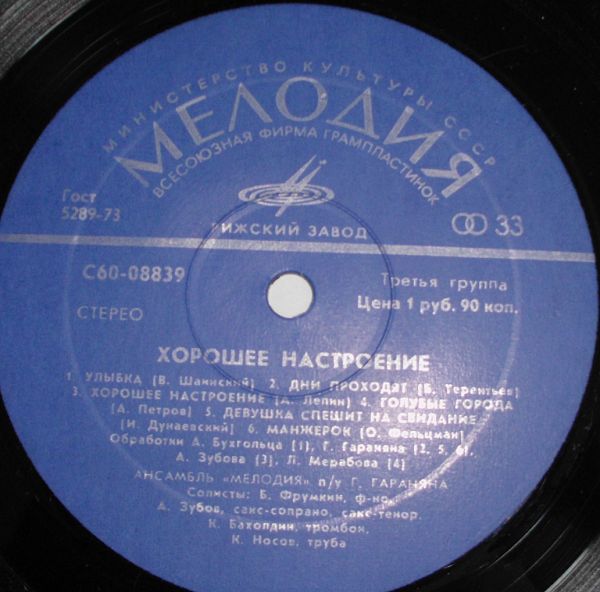 МИНИСТЕРСТВО КУЛЬТУРЫ СССР
МЕЛОДИЯ
ВСЕСОЮЗНАЯ ФИРМА ГРАМПЛАСТИНОК
Гост
5289-73
РИЖСКИЙ ЗАВОД
33
С60-08839
СТЕРЕО
Третья группа
Цена 1 руб. 90 коп.
ХОРОШЕЕ НАСТРОЕНИЕ
1. УЛЫБКА (В. Шаинский) 2. ДНИ ПРОХОДЯТ (Б. Терентьев)
3. ХОРОШЕЕ НАСТРОЕНИЕ (А. Лепин) 4. ГОЛУБЫЕ ГОРОДА
(А. Петров) 5. ДЕВУШКА СПЕШИТ НА СВИДАНИЕ
(И. Дунаевский) 6. МАНЖЕРОК (О. Фельцман)
Обработки А. Бухгольца (1), Г. Гараняна (2, 5, 6),
А. Зубова (3), Л. Мерабова (4)
АНСАМБЛЬ «МЕЛОДИЯ» п/у Г. ГАРАНЯНА
Солисты: Б. Фрумкин, ф-но,
А. Зубов, сакс-сопрано, сакс-тенор,
К. Бахолдин, тромбон,
К. Носов, труба